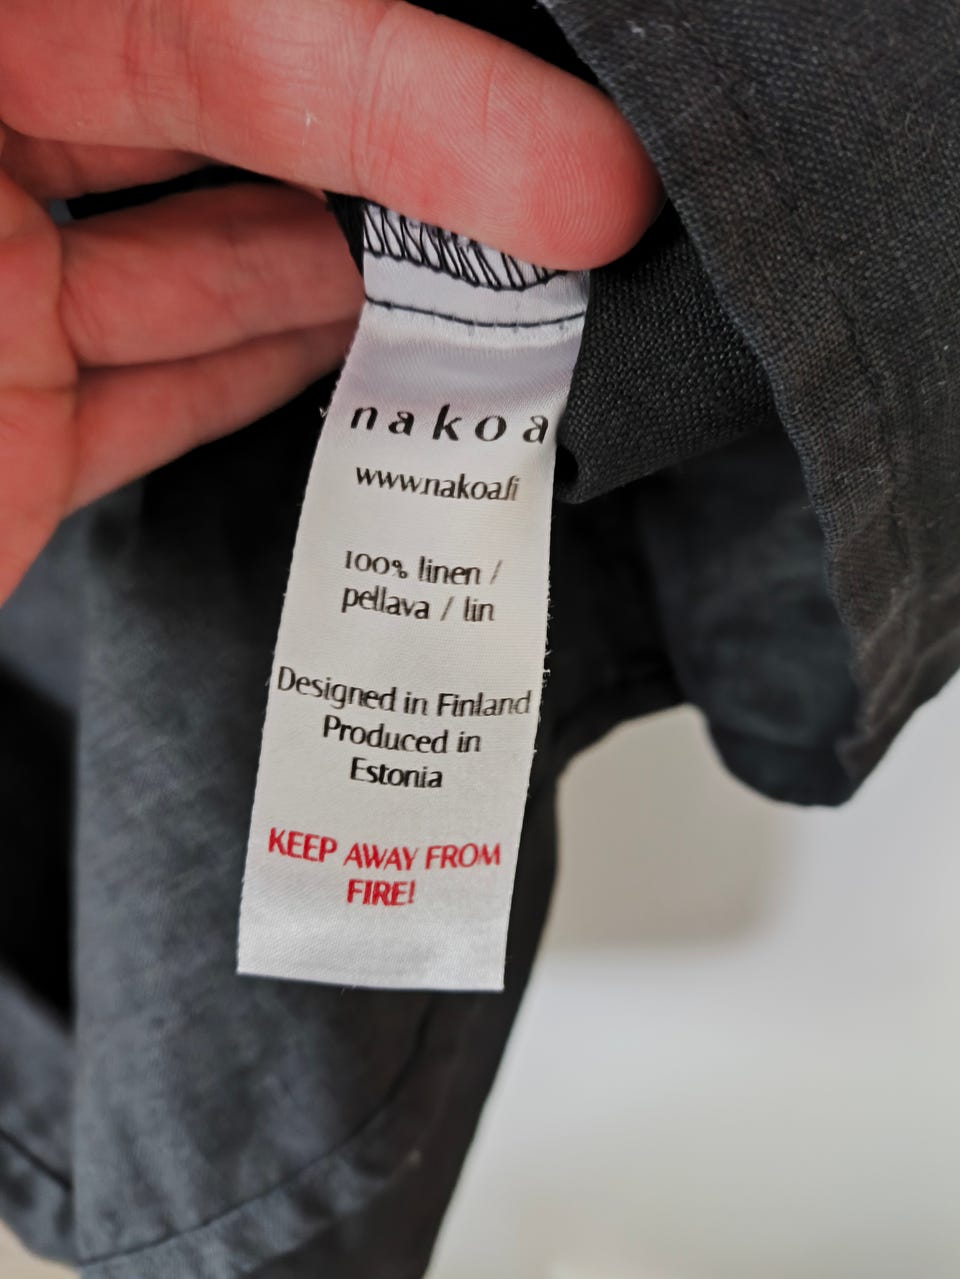 nakoa
www.nakoa.fi
100% linen /
pellava / lin
Designed in Finland
Produced in
Estonia
KEEP AWAY FROM
FIRE!